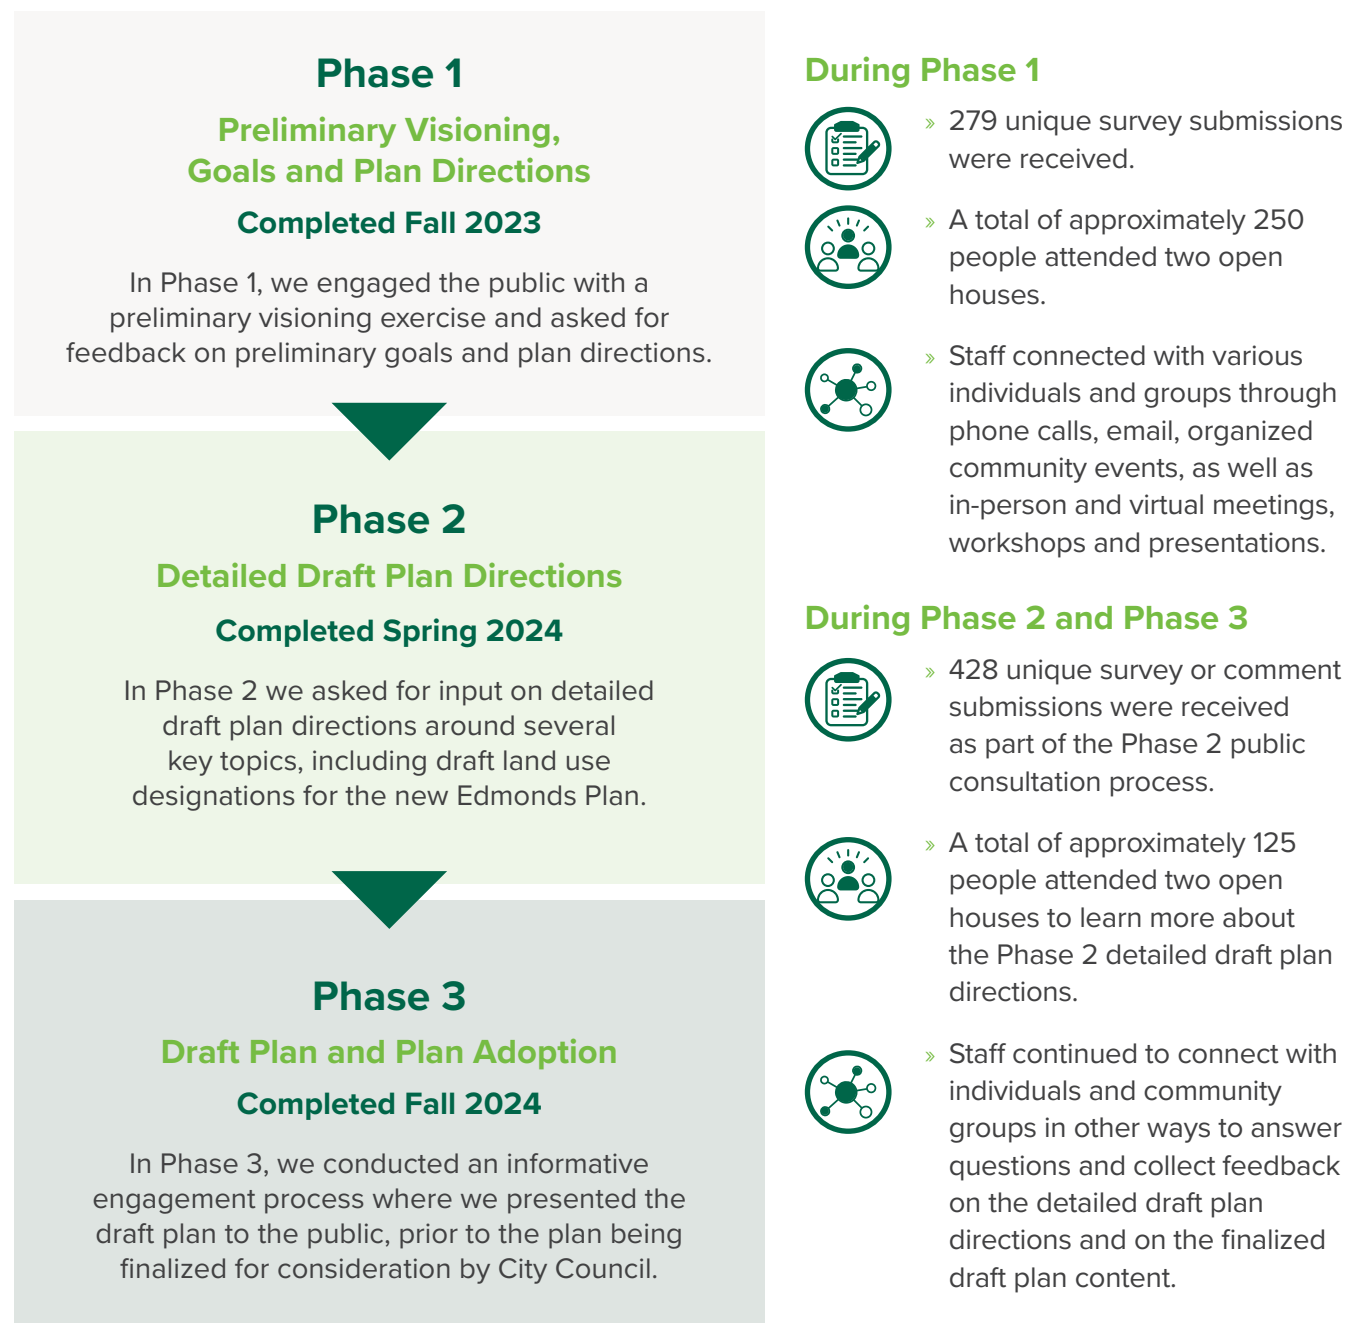 Phase 1
Preliminary Visioning,
Goals and Plan Directions
Completed Fall 2023
In Phase 1, we engaged the public with a
preliminary visioning exercise and asked for
feedback on preliminary goals and plan directions.
Phase 2
Detailed Draft Plan Directions
Completed Spring 2024
In Phase 2 we asked for input on detailed
draft plan directions around several
key topics, including draft land use
designations for the new Edmonds Plan.
Phase 3
Draft Plan and Plan Adoption
Completed Fall 2024
In Phase 3, we conducted an informative
engagement process where we presented the
draft plan to the public, prior to the plan being
finalized for consideration by City Council.
During Phase 1
» 279 unique survey submissions
were received.
» A total of approximately 250
people attended two open
houses.
» Staff connected with various
individuals and groups through
phone calls, email, organized
community events, as well as
in-person and virtual meetings,
workshops and presentations.
During Phase 2 and Phase 3
» 428 unique survey or comment
submissions were received
as part of the Phase 2 public
consultation process.
» A total of approximately 125
people attended two open
houses to learn more about
the Phase 2 detailed draft plan
directions.
» Staff continued to connect with
individuals and community
groups in other ways to answer
questions and collect feedback
on the detailed draft plan
directions and on the finalized
draft plan content.